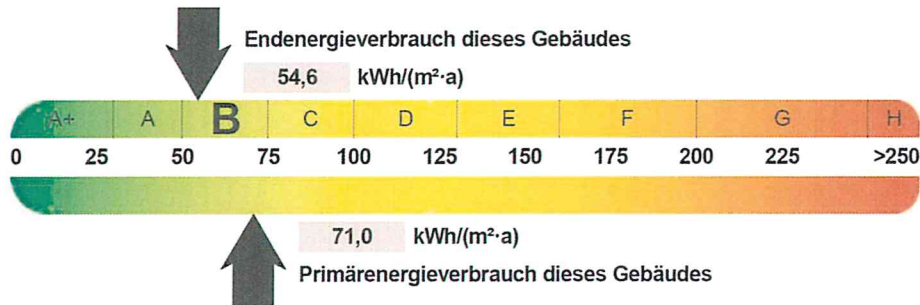 Endenergieverbrauch dieses Gebäudes
54,6 kWh/(m²·a)
A+ A B C D E F G H
0 25 50 75 100 125 150 175 200 225 >250
71,0 kWh/(m²·a)
Primärenergieverbrauch dieses Gebäudes